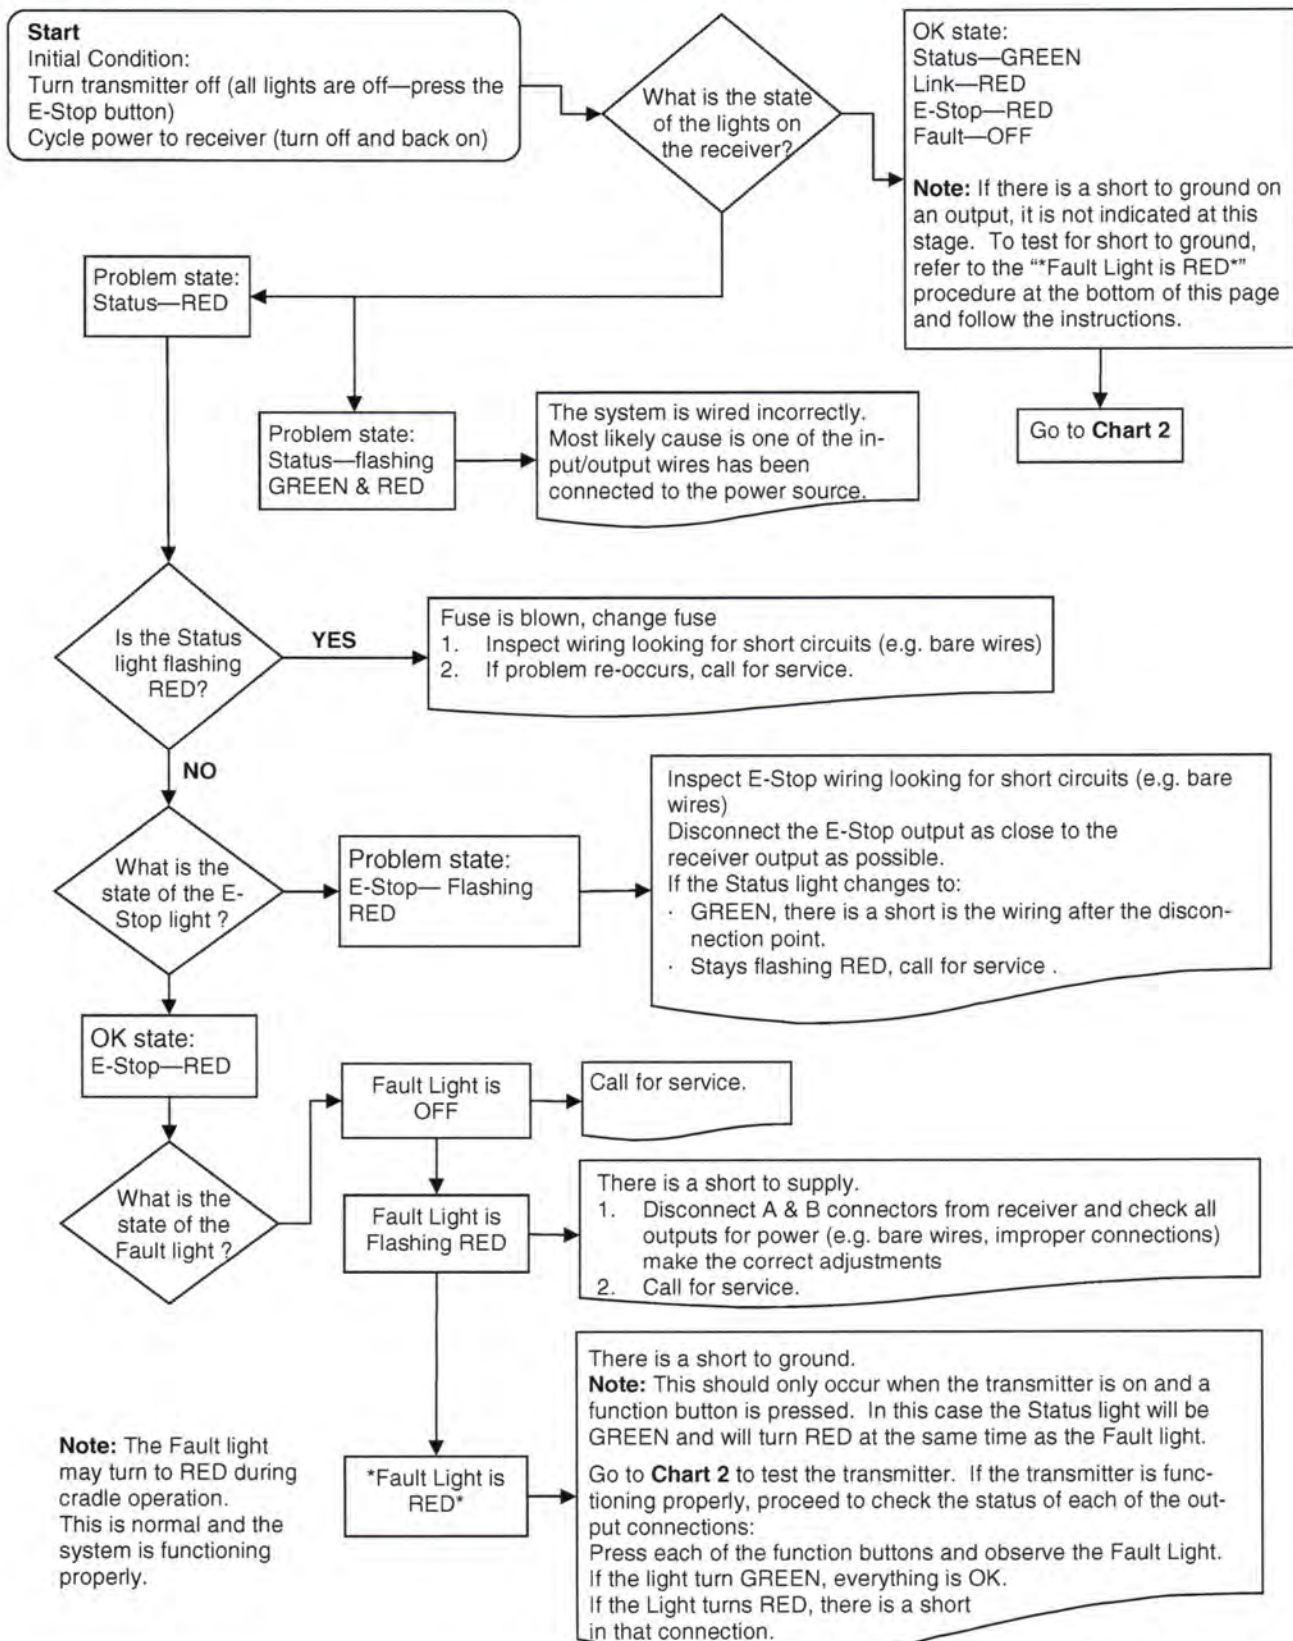 Start
Initial Condition:
Turn transmitter off (all lights are off—press the
E-Stop button)
Cycle power to receiver (turn off and back on)
What is the state
of the lights on
the receiver?
OK state:
Status—GREEN
Link—RED
E-Stop—RED
Fault—OFF
Note: If there is a short to ground on
an output, it is not indicated at this
stage. To test for short to ground,
refer to the "*Fault Light is RED*"
procedure at the bottom of this page
and follow the instructions.
Go to Chart 2
Problem state:
Status—RED
Problem state:
Status—flashing
GREEN & RED
The system is wired incorrectly.
Most likely cause is one of the in-
put/output wires has been
connected to the power source.
Is the Status
light flashing
RED?
YES
Fuse is blown, change fuse
1. Inspect wiring looking for short circuits (e.g. bare wires)
2. If problem re-occurs, call for service.
NO
What is the
state of the E-
Stop light ?
Problem state:
E-Stop— Flashing
RED
Inspect E-Stop wiring looking for short circuits (e.g. bare
wires)
Disconnect the E-Stop output as close to the
receiver output as possible.
If the Status light changes to:
· GREEN, there is a short is the wiring after the discon-
nection point.
· Stays flashing RED, call for service .
OK state:
E-Stop—RED
What is the
state of the
Fault light ?
Fault Light is
OFF
Call for service.
Fault Light is
Flashing RED
There is a short to supply.
1. Disconnect A & B connectors from receiver and check all
outputs for power (e.g. bare wires, improper connections)
make the correct adjustments
2. Call for service.
*Fault Light is
RED*
There is a short to ground.
Note: This should only occur when the transmitter is on and a
function button is pressed. In this case the Status light will be
GREEN and will turn RED at the same time as the Fault light.
Go to Chart 2 to test the transmitter. If the transmitter is func-
tioning properly, proceed to check the status of each of the out-
put connections:
Press each of the function buttons and observe the Fault Light.
If the light turn GREEN, everything is OK.
If the Light turns RED, there is a short
in that connection.
Note: The Fault light
may turn to RED during
cradle operation.
This is normal and the
system is functioning
properly.